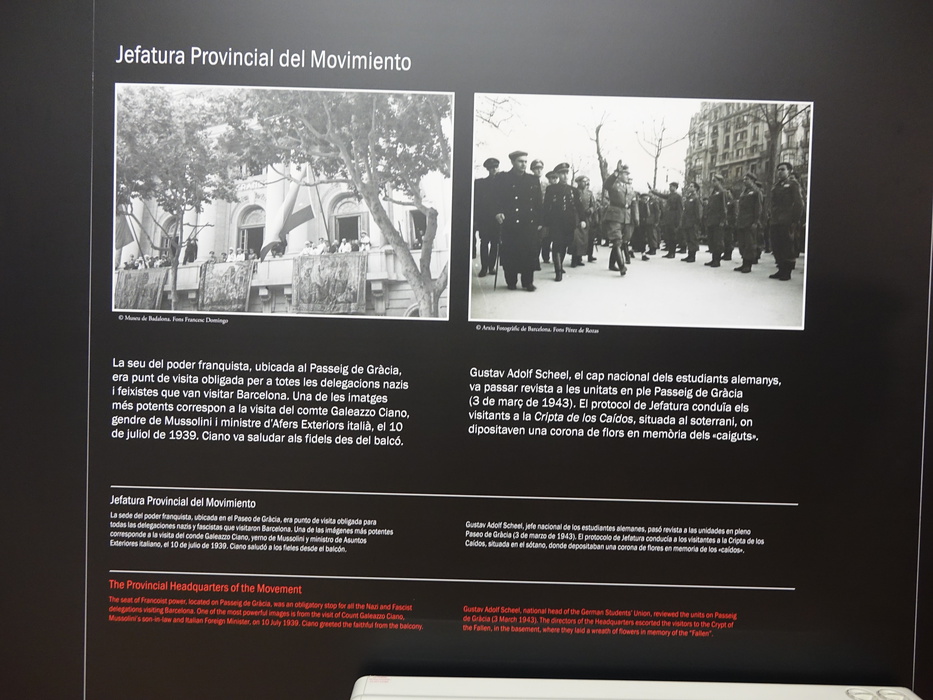 Jefatura Provincial del Movimiento
© Museu de Badalona. Fons Francesc Domingo
© Arxiu Fotogràfic de Barcelona. Fons Pérez de Rozas
La seu del poder franquista, ubicada al Passeig de Gràcia,
era punt de visita obligada per a totes les delegacions nazis
i feixistes que van visitar Barcelona. Una de les imatges
més potents correspon a la visita del comte Galeazzo Ciano,
gendre de Mussolini i ministre d'Afers Exteriors italià, el 10
de juliol de 1939. Ciano va saludar als fidels des del balcó.
Gustav Adolf Scheel, el cap nacional dels estudiants alemanys,
va passar revista a les unitats en ple Passeig de Gràcia
(3 de març de 1943). El protocol de Jefatura conduïa els
visitants a la Cripta de los Caídos, situada al soterrani, on
dipositaven una corona de flors en memòria dels «caiguts».
Jefatura Provincial del Movimiento
La sede del poder franquista, ubicada en el Paseo de Gràcia, era punto de visita obligada para
todas las delegaciones nazis y fascistas que visitaron Barcelona. Una de las imágenes más potentes
corresponde a la visita del conde Galeazzo Ciano, yerno de Mussolini y ministro de Asuntos
Exteriores italiano, el 10 de julio de 1939. Ciano saludó a los fieles desde el balcón.
Gustav Adolf Scheel, jefe nacional de los estudiantes alemanes, pasó revista a las unidades en pleno
Paseo de Gràcia (3 de marzo de 1943). El protocolo de Jefatura conducía a los visitantes a la Cripta de los
Caídos, situada en el sótano, donde depositaban una corona de flores en memoria de los «caídos».
The Provincial Headquarters of the Movement
The seat of Francoist power, located on Passeig de Gràcia, was an obligatory stop for all the Nazi and Fascist
delegations visiting Barcelona. One of the most powerful images is from the visit of Count Galeazzo Ciano,
Mussolini's son-in-law and Italian Foreign Minister, on 10 July 1939. Ciano greeted the faithful from the balcony.
Gustav Adolf Scheel, national head of the German Students' Union, reviewed the units on Passeig
de Gràcia (3 March 1943). The directors of the Headquarters escorted the visitors to the Crypt of
the Fallen, in the basement, where they laid a wreath of flowers in memory of the "Fallen".